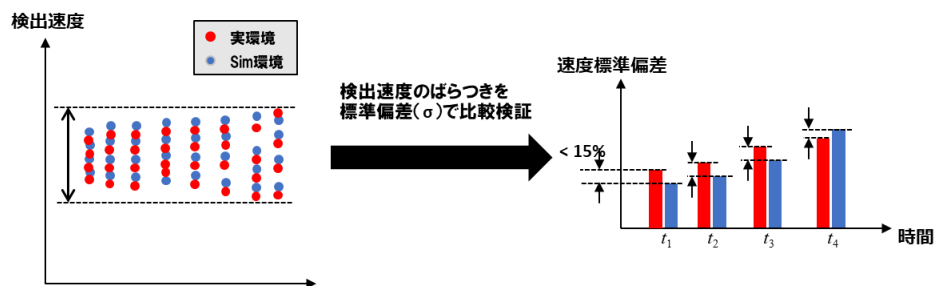 検出速度
実環境
Sim環境
検出速度のばらつきを
標準偏差(σ)で比較検証
速度標準偏差
< 15%
t1
t2
t3
t4
時間